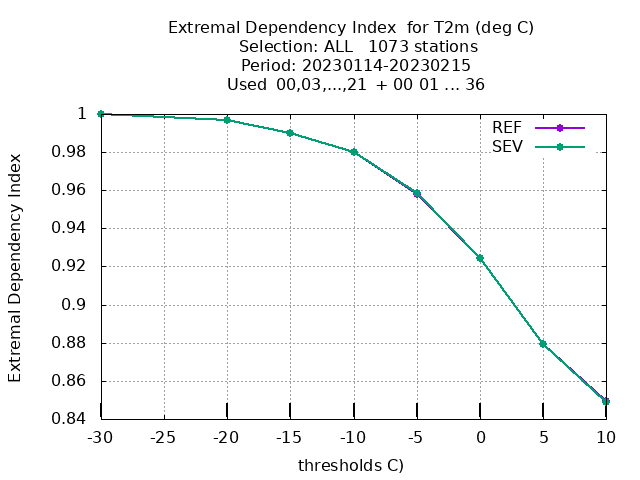 Extremal Dependency Index  for T2m (deg C)
Selection: ALL   1073 stations
Period: 20230114-20230215
Used  00,03,...,21  + 00 01 ... 36
REF
SEV
Extremal Dependency Index
1
0.98
0.96
0.94
0.92
0.9
0.88
0.86
0.84
-30 -25 -20 -15 -10 -5 0 5 10
thresholds C)